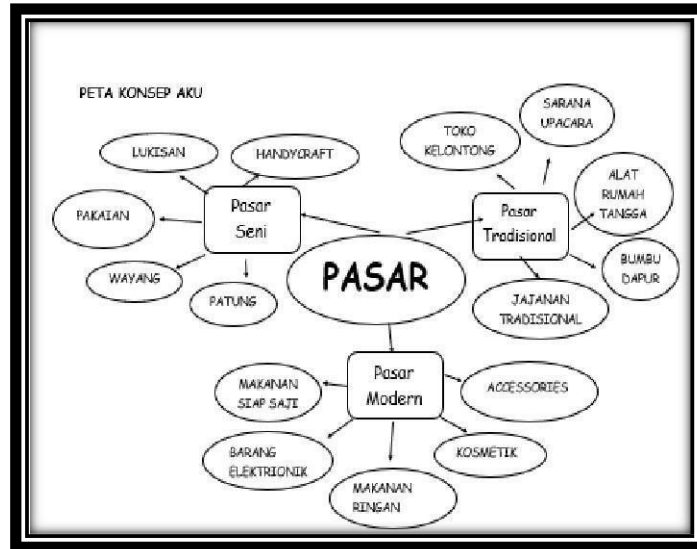 PETA KONSEP AKU
LUKISAN
HANDYCRAFT
PAKAIAN
Pasar
Seni
WAYANG
PATUNG
PASAR
TOKO
KELONTONG
SARANA
UPACARA
ALAT
RUMAH
TANGGA
Pasar
Tradisional
BUMBU
DAPUR
JAJANAN
TRADISIONAL
Pasar
Modern
MAKANAN
SIAP SAJI
ACCESSORIES
BARANG
ELEKTRIONIK
KOSMETIK
MAKANAN
RINGAN